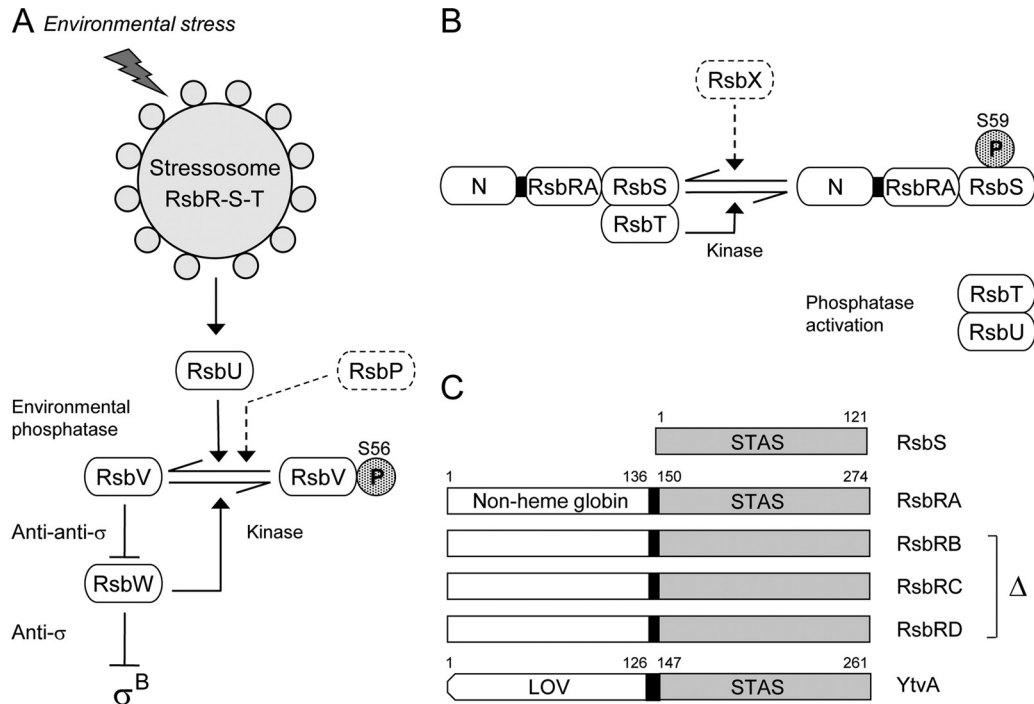 A
Environmental stress
Stressosome
RsbR-S-T
RsbU
RsbP
Environmental
phosphatase
S56
RsbV
RsbV
P
Anti-anti-σ
Kinase
RsbW
Anti-σ
σB
B
RsbX
S59
P
N
RsbRA
RsbS
N
RsbRA
RsbS
RsbT
Kinase
Phosphatase
activation
RsbT
RsbU
C
1 121
STAS
RsbS
1 136 150 274
Non-heme globin
STAS
RsbRA
RsbRB
RsbRC
Δ
RsbRD
1 126 147 261
LOV
STAS
YtvA